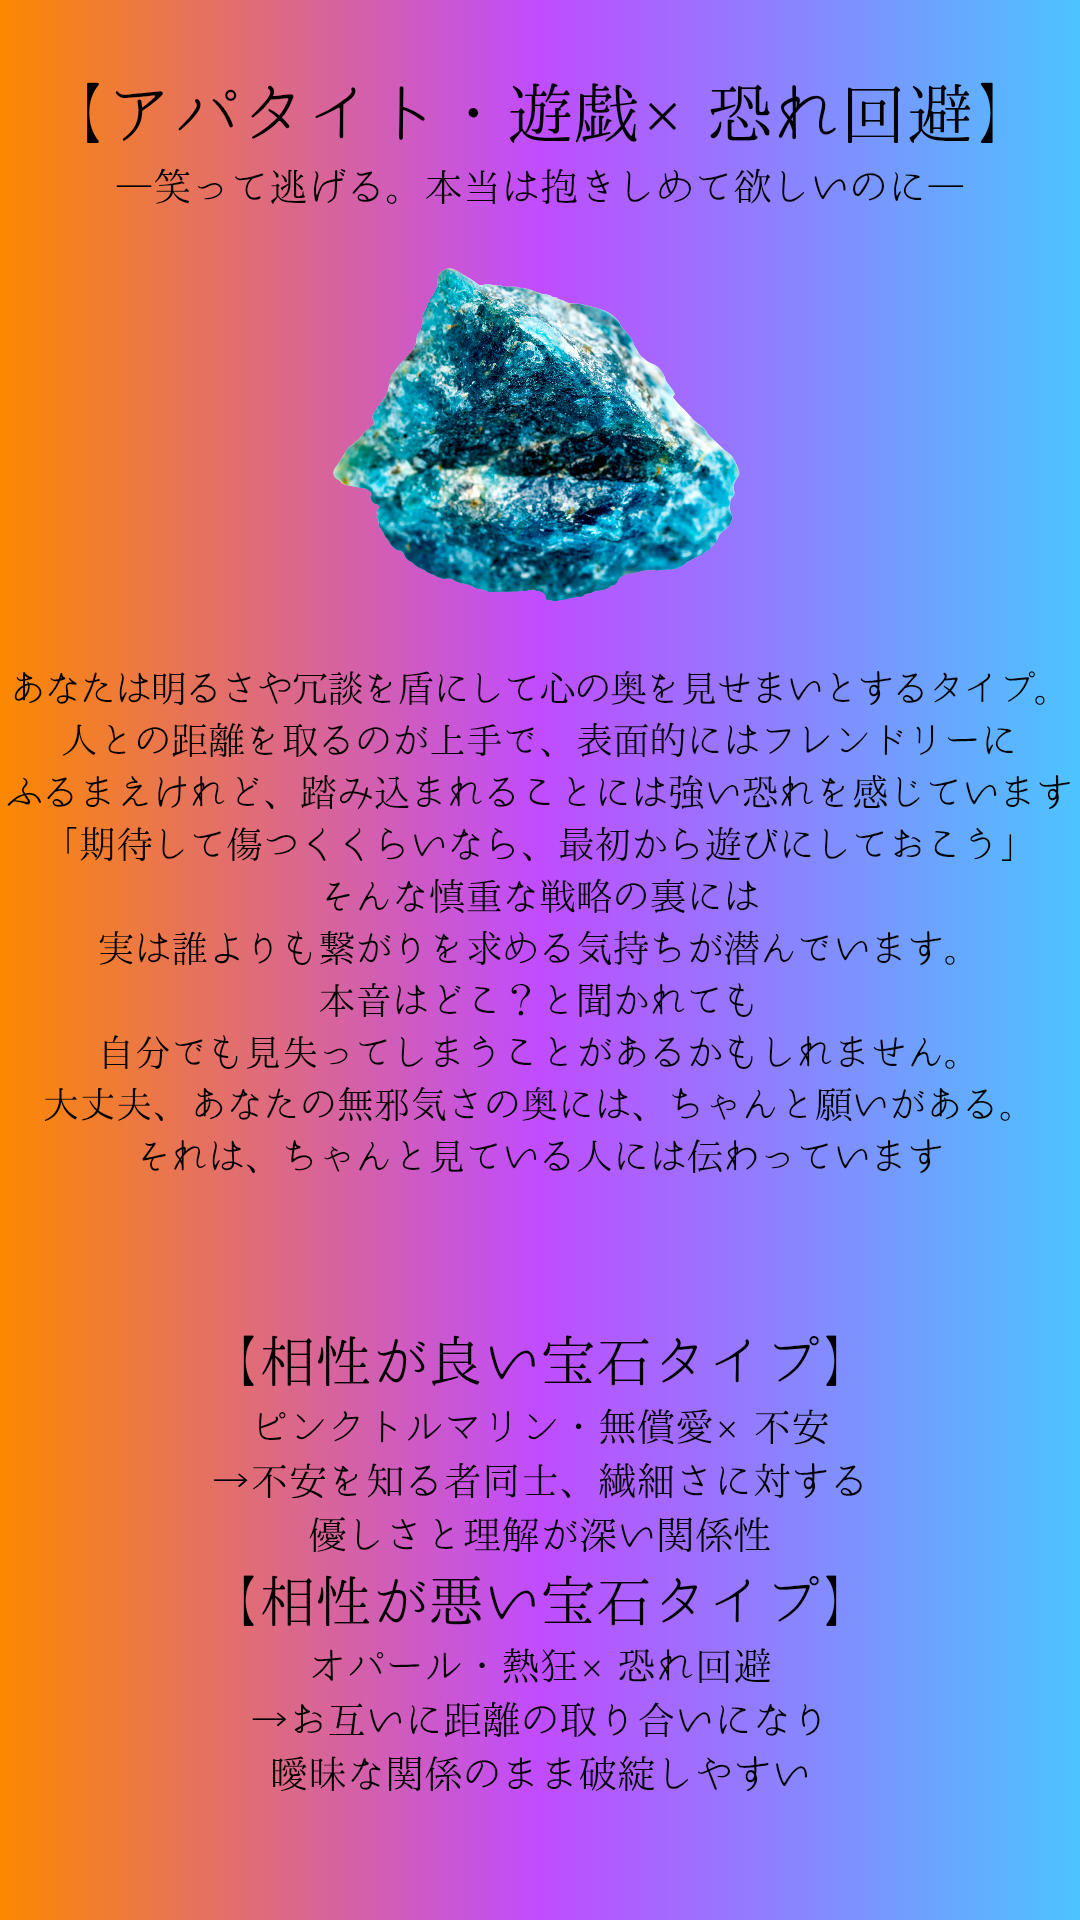 【アパタイト・遊戯× 恐れ回避】
―笑って逃げる。本当は抱きしめて欲しいのに―
あなたは明るさや冗談を盾にして心の奥を見せまいとするタイプ。
人との距離を取るのが上手で、表面的にはフレンドリーに
ふるまえけれど、踏み込まれることには強い恐れを感じています
「期待して傷つくくらいなら、最初から遊びにしておこう」
そんな慎重な戦略の裏には
実は誰よりも繋がりを求める気持ちが潜んでいます。
本音はどこ？と聞かれても
自分でも見失ってしまうことがあるかもしれません。
大丈夫、あなたの無邪気さの奥には、ちゃんと願いがある。
それは、ちゃんと見ている人には伝わっています
【相性が良い宝石タイプ】
ピンクトルマリン・無償愛× 不安
→不安を知る者同士、繊細さに対する
優しさと理解が深い関係性
【相性が悪い宝石タイプ】
オパール・熱狂× 恐れ回避
→お互いに距離の取り合いになり
曖昧な関係のまま破綻しやすい